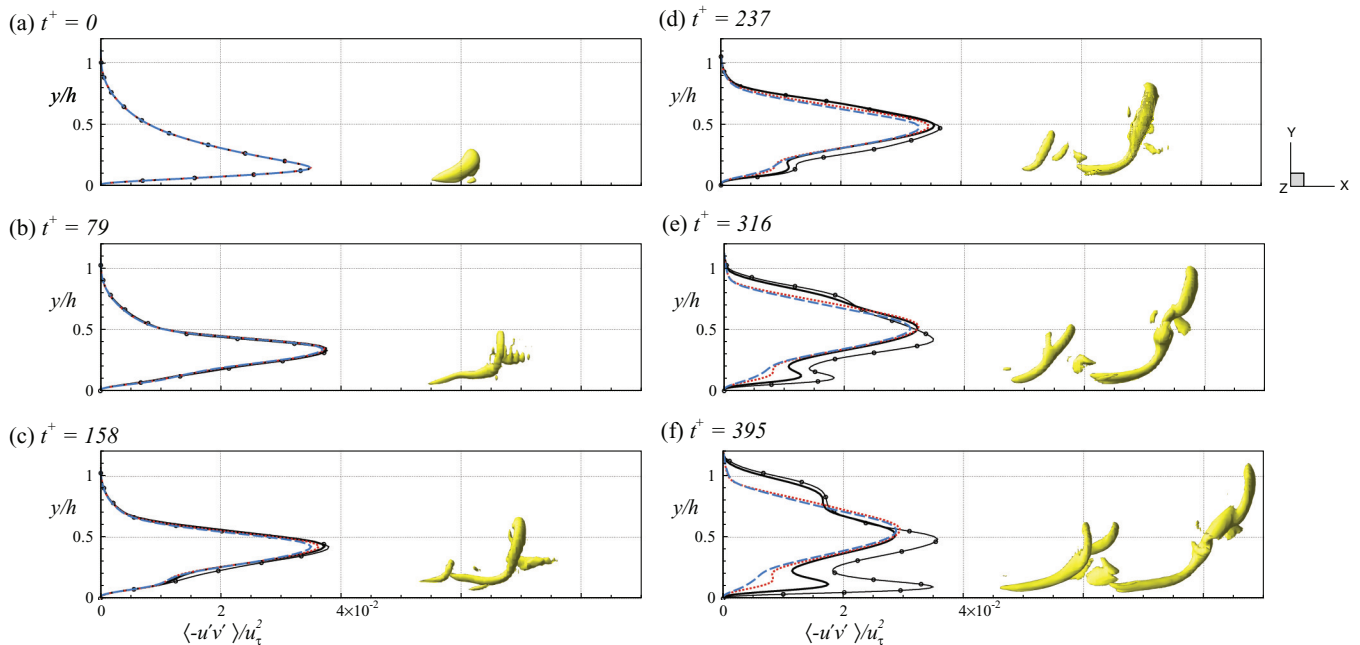 (a) t⁺ = 0
1
y/h
0.5
0
(b) t⁺ = 79
1
y/h
0.5
0
(c) t⁺ = 158
1
y/h
0.5
0
0
2
4×10⁻²
⟨-u′v′ ⟩/u_τ²
(d) t⁺ = 237
1
y/h
0.5
0
Y
Z
X
(e) t⁺ = 316
1
y/h
0.5
0
(f) t⁺ = 395
1
y/h
0.5
0
0
2
4×10⁻²
⟨-u′v′ ⟩/u_τ²